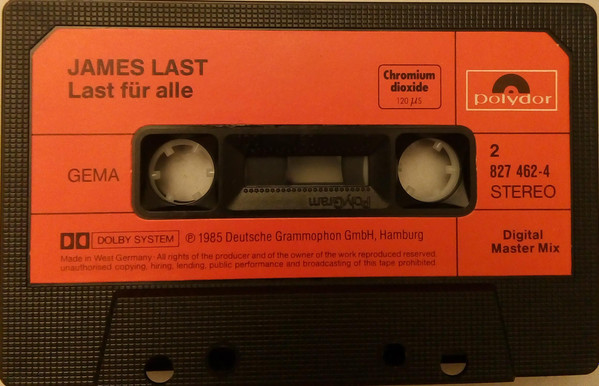 JAMES LAST
Last für alle
Chromium
dioxide
120 µS
polydor
GEMA
PolyGram
2
827 462-4
STEREO
DOLBY SYSTEM
℗ 1985 Deutsche Grammophon GmbH, Hamburg
Digital
Master Mix
Made in West Germany · All rights of the producer and of the owner of the work reproduced reserved,
unauthorised copying, hiring, lending, public performance and broadcasting of this tape prohibited.